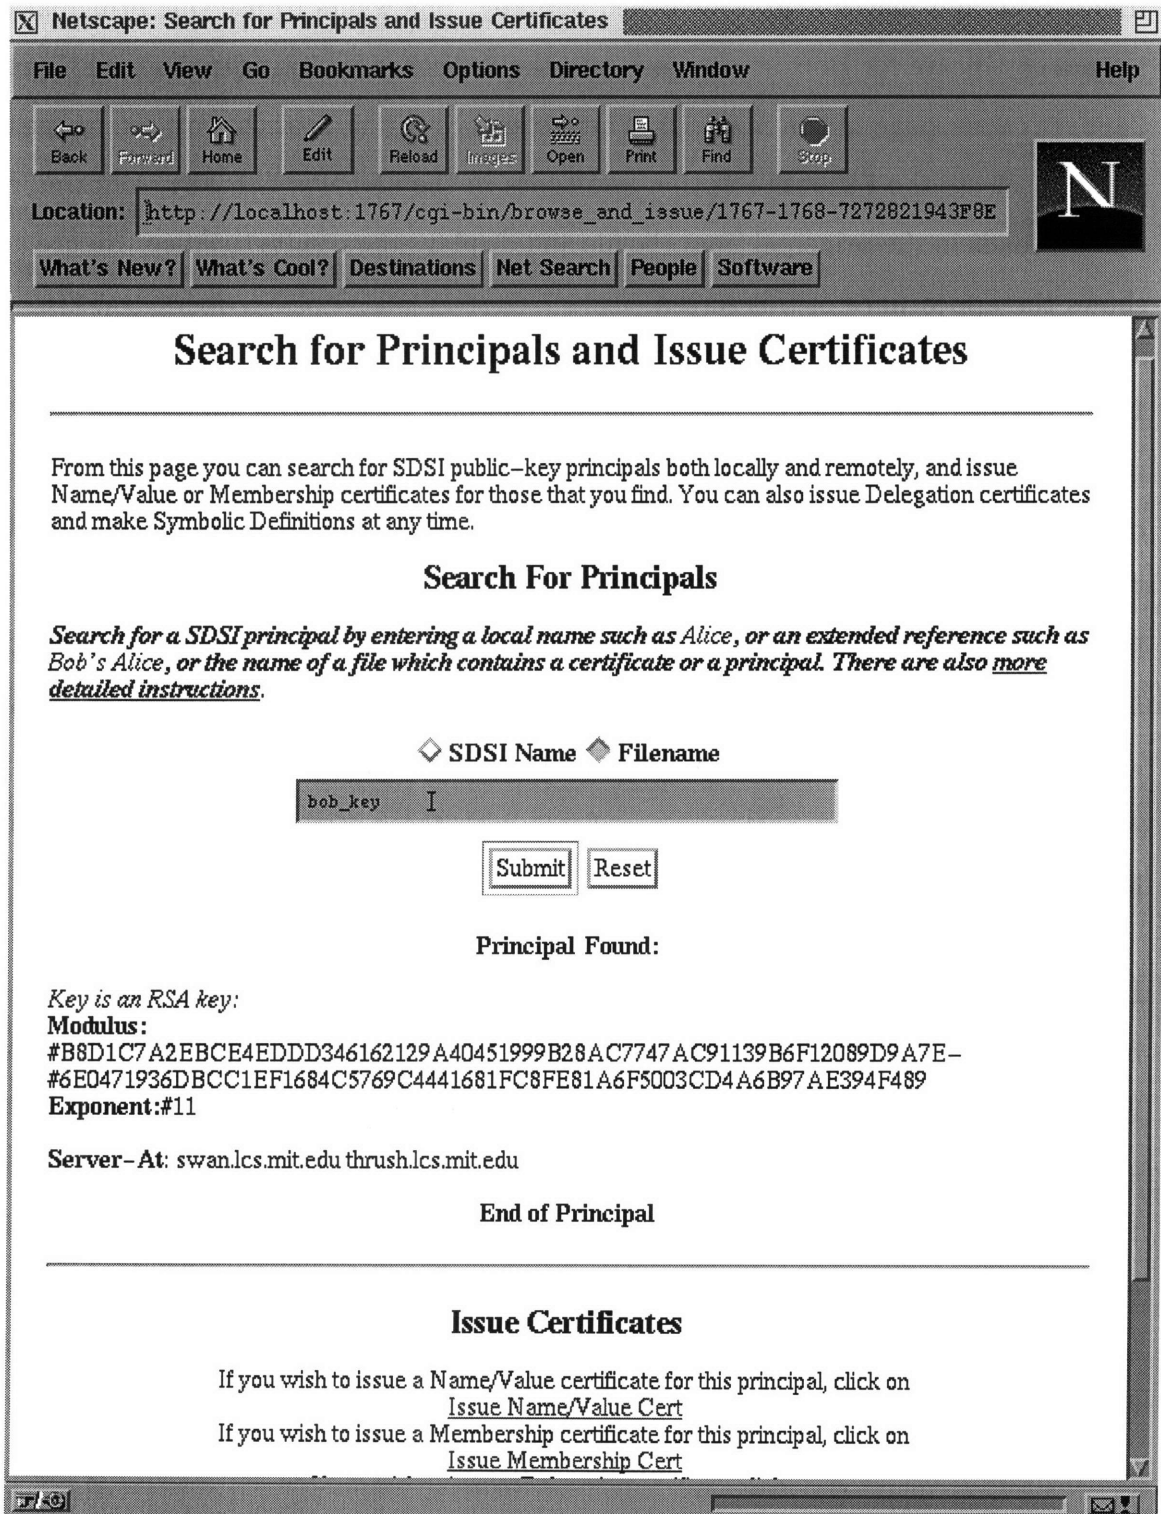 X Netscape: Search for Principals and Issue Certificates
File Edit View Go Bookmarks Options Directory Window Help
Back Forward Home Edit Reload Images Open Print Find Stop
N
Location: http://localhost:1767/cgi-bin/browse_and_issue/1767-1768-7272821943F8E
What's New? What's Cool? Destinations Net Search People Software
Search for Principals and Issue Certificates
From this page you can search for SDSI public-key principals both locally and remotely, and issue
Name/Value or Membership certificates for those that you find. You can also issue Delegation certificates
and make Symbolic Definitions at any time.
Search For Principals
Search for a SDSI principal by entering a local name such as Alice, or an extended reference such as
Bob's Alice, or the name of a file which contains a certificate or a principal. There are also more
detailed instructions.
SDSI Name Filename
bob_key
Submit Reset
Principal Found:
Key is an RSA key:
Modulus:
#B8D1C7A2EBCE4EDDD346162129A40451999B28AC7747AC91139B6F12089D9A7E-
#6E0471936DBCC1EF1684C5769C4441681FC8FE81A6F5003CD4A6B97AE394F489
Exponent:#11
Server-At: swan.lcs.mit.edu thrush.lcs.mit.edu
End of Principal
Issue Certificates
If you wish to issue a Name/Value certificate for this principal, click on
Issue Name/Value Cert
If you wish to issue a Membership certificate for this principal, click on
Issue Membership Cert